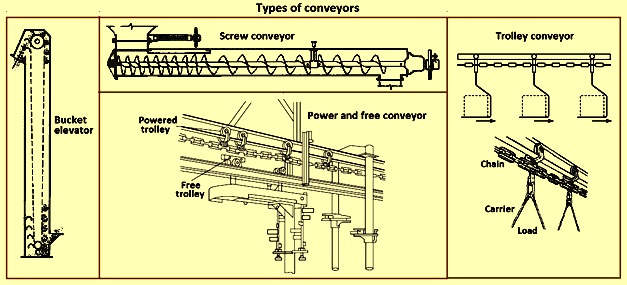 Types of conveyors
Bucket
elevator
Screw conveyor
Powered
trolley
Power and free conveyor
Free
trolley
Trolley conveyor
Chain
Carrier
Load